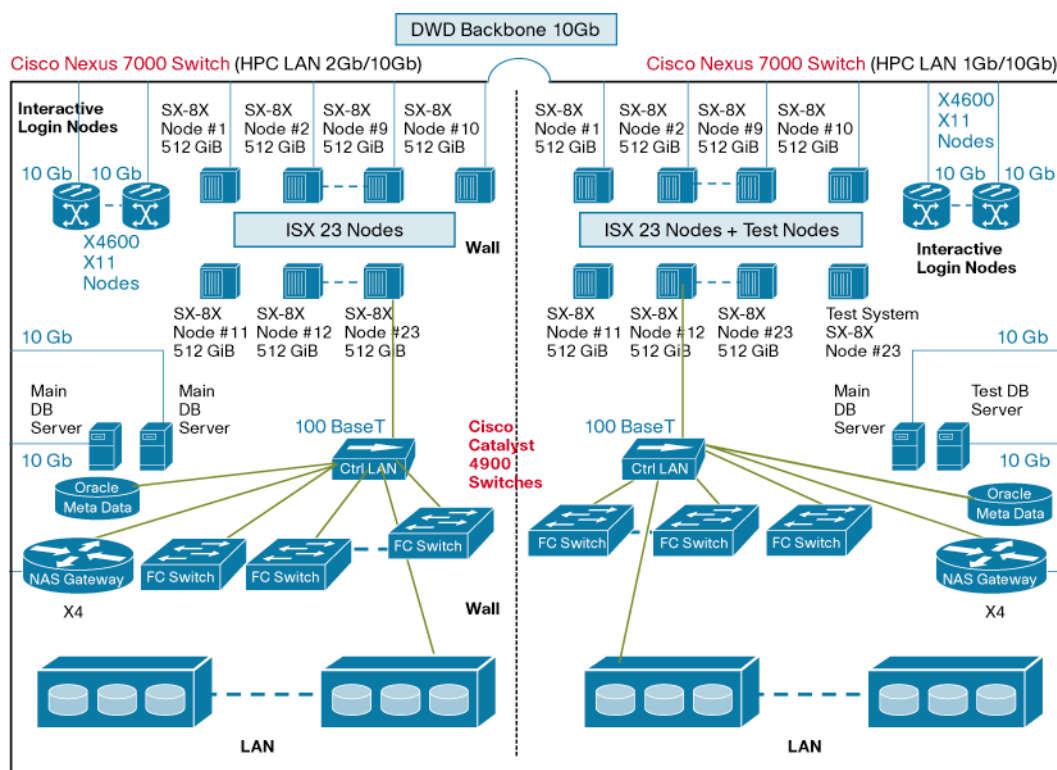 DWD Backbone 10Gb
Cisco Nexus 7000 Switch (HPC LAN 2Gb/10Gb)
Cisco Nexus 7000 Switch (HPC LAN 1Gb/10Gb)
Interactive
Login Nodes
SX-8X
Node #1
512 GiB
SX-8X
Node #2
512 GiB
SX-8X
Node #9
512 GiB
SX-8X
Node #10
512 GiB
10 Gb
10 Gb
X4600
X11
Nodes
ISX 23 Nodes
Wall
SX-8X
Node #11
512 GiB
SX-8X
Node #12
512 GiB
SX-8X
Node #23
512 GiB
10 Gb
Main
DB
Server
Main
DB
Server
10 Gb
Oracle
Meta Data
100 BaseT
Ctrl LAN
Cisco
Catalyst
4900
Switches
NAS Gateway
X4
FC Switch
FC Switch
FC Switch
Wall
LAN
SX-8X
Node #1
512 GiB
SX-8X
Node #2
512 GiB
SX-8X
Node #9
512 GiB
SX-8X
Node #10
512 GiB
X4600
X11
Nodes
10 Gb
10 Gb
ISX 23 Nodes + Test Nodes
Interactive
Login Nodes
SX-8X
Node #11
512 GiB
SX-8X
Node #12
512 GiB
SX-8X
Node #23
512 GiB
Test System
SX-8X
Node #23
10 Gb
Main
DB
Server
Test DB
Server
10 Gb
100 BaseT
Ctrl LAN
Oracle
Meta Data
FC Switch
FC Switch
FC Switch
NAS Gateway
X4
LAN